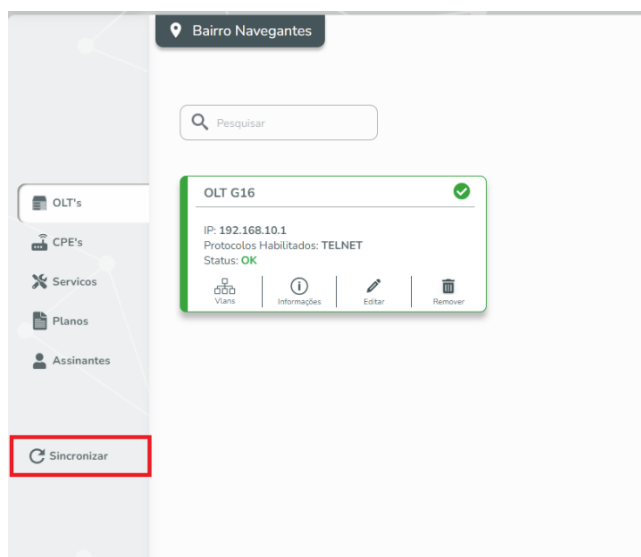 Bairro Navegantes
Pesquisar
OLT's
CPE's
Servicos
Planos
Assinantes
Sincronizar
OLT G16
IP: 192.168.10.1
Protocolos Habilitados: TELNET
Status: OK
Vlans Informações Editar Remover